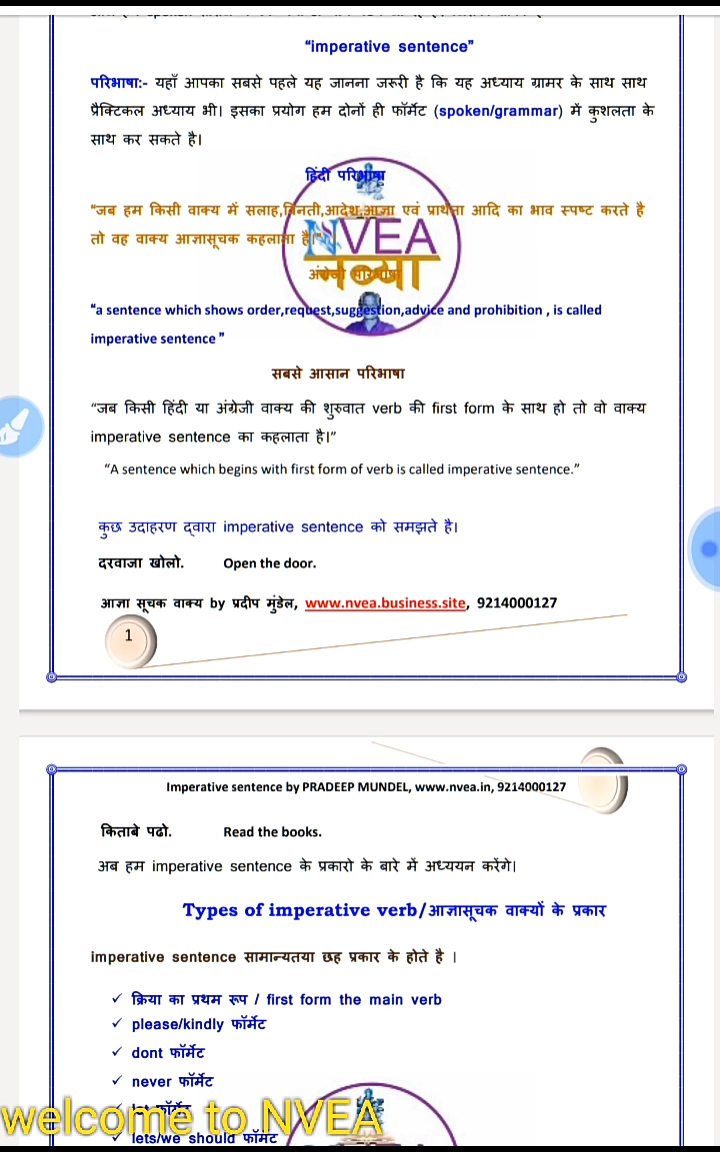 “imperative sentence”
परिभाषा:- यहाँ आपका सबसे पहले यह जानना जरूरी है कि यह अध्याय ग्रामर के साथ साथ
प्रैक्टिकल अध्याय भी। इसका प्रयोग हम दोनों ही फॉर्मेट (spoken/grammar) में कुशलता के
साथ कर सकते है।
हिंदी परिभाषा
“जब हम किसी वाक्य में सलाह,विनती,आदेश,आज्ञा एवं प्रार्थना आदि का भाव स्पष्ट करते है
तो वह वाक्य आज्ञासूचक कहलाता है।”
NVEA
नव्या
अंग्रेजी परिभाषा
“a sentence which shows order,request,suggestion,advice and prohibition , is called
imperative sentence ”
सबसे आसान परिभाषा
“जब किसी हिंदी या अंग्रेजी वाक्य की शुरुवात verb की first form के साथ हो तो वो वाक्य
imperative sentence का कहलाता है।”
“A sentence which begins with first form of verb is called imperative sentence.”
कुछ उदाहरण द्वारा imperative sentence को समझते है।
दरवाजा खोलो. Open the door.
आज्ञा सूचक वाक्य by प्रदीप मुंडेल, www.nvea.business.site, 9214000127
1
Imperative sentence by PRADEEP MUNDEL, www.nvea.in, 9214000127
किताबे पढो. Read the books.
अब हम imperative sentence के प्रकारो के बारे में अध्ययन करेंगे।
Types of imperative verb/आज्ञासूचक वाक्यों के प्रकार
imperative sentence सामान्यतया छह प्रकार के होते है ।
✓ क्रिया का प्रथम रूप / first form the main verb
✓ please/kindly फॉर्मेट
✓ dont फॉर्मेट
✓ never फॉर्मेट
welcome to NVEA
✓ lets/we should फॉर्मेट